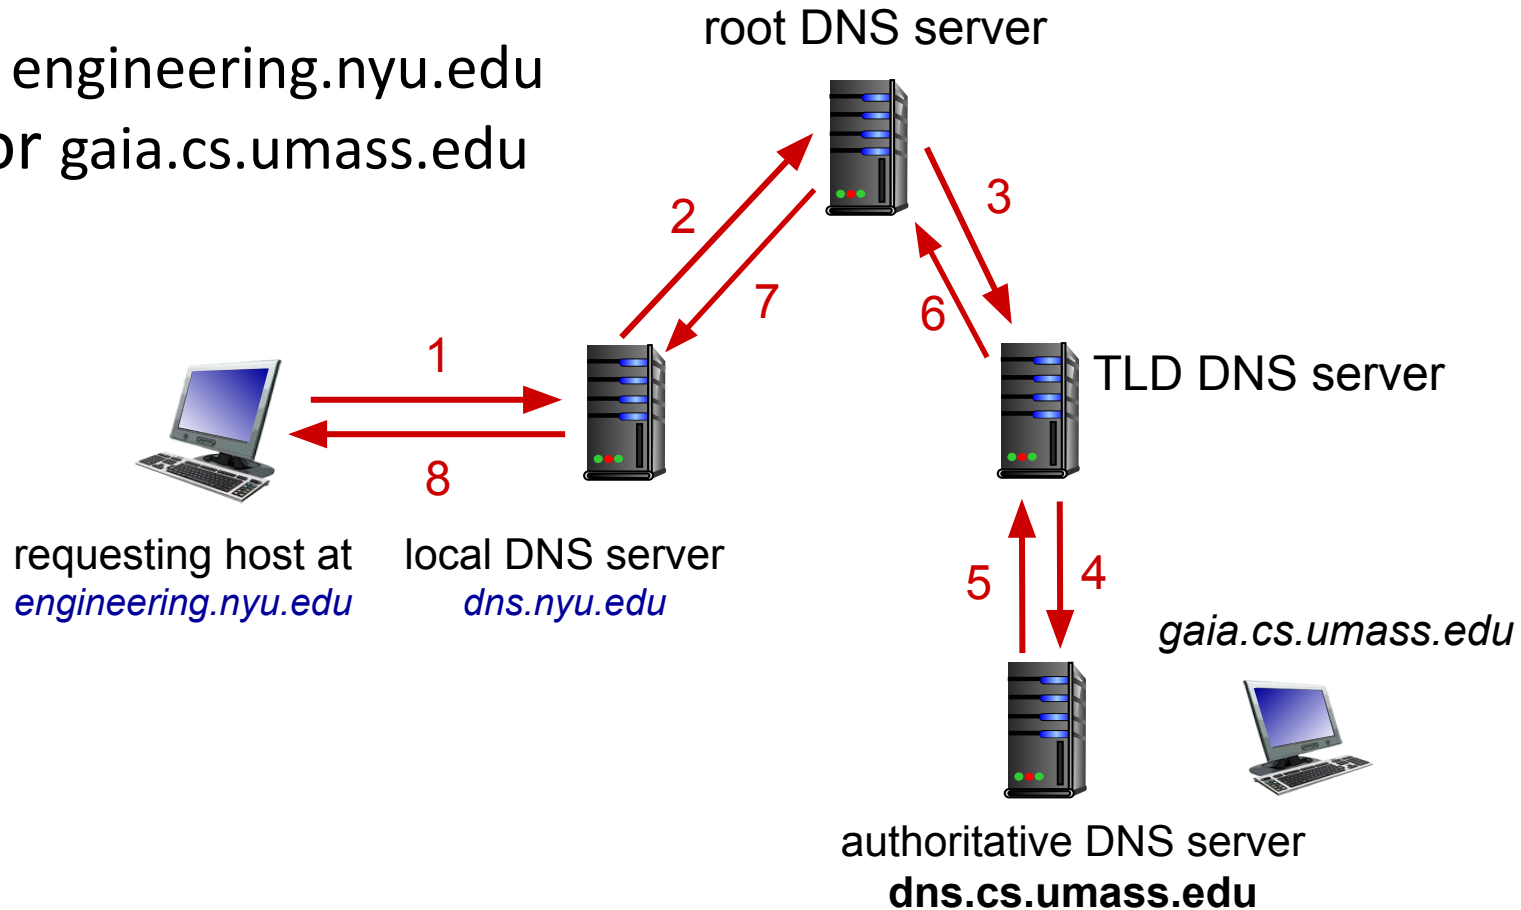 root DNS server
engineering.nyu.edu
or gaia.cs.umass.edu
2
3
7
6
1
TLD DNS server
8
requesting host at
engineering.nyu.edu
local DNS server
dns.nyu.edu
5
4
gaia.cs.umass.edu
authoritative DNS server
dns.cs.umass.edu